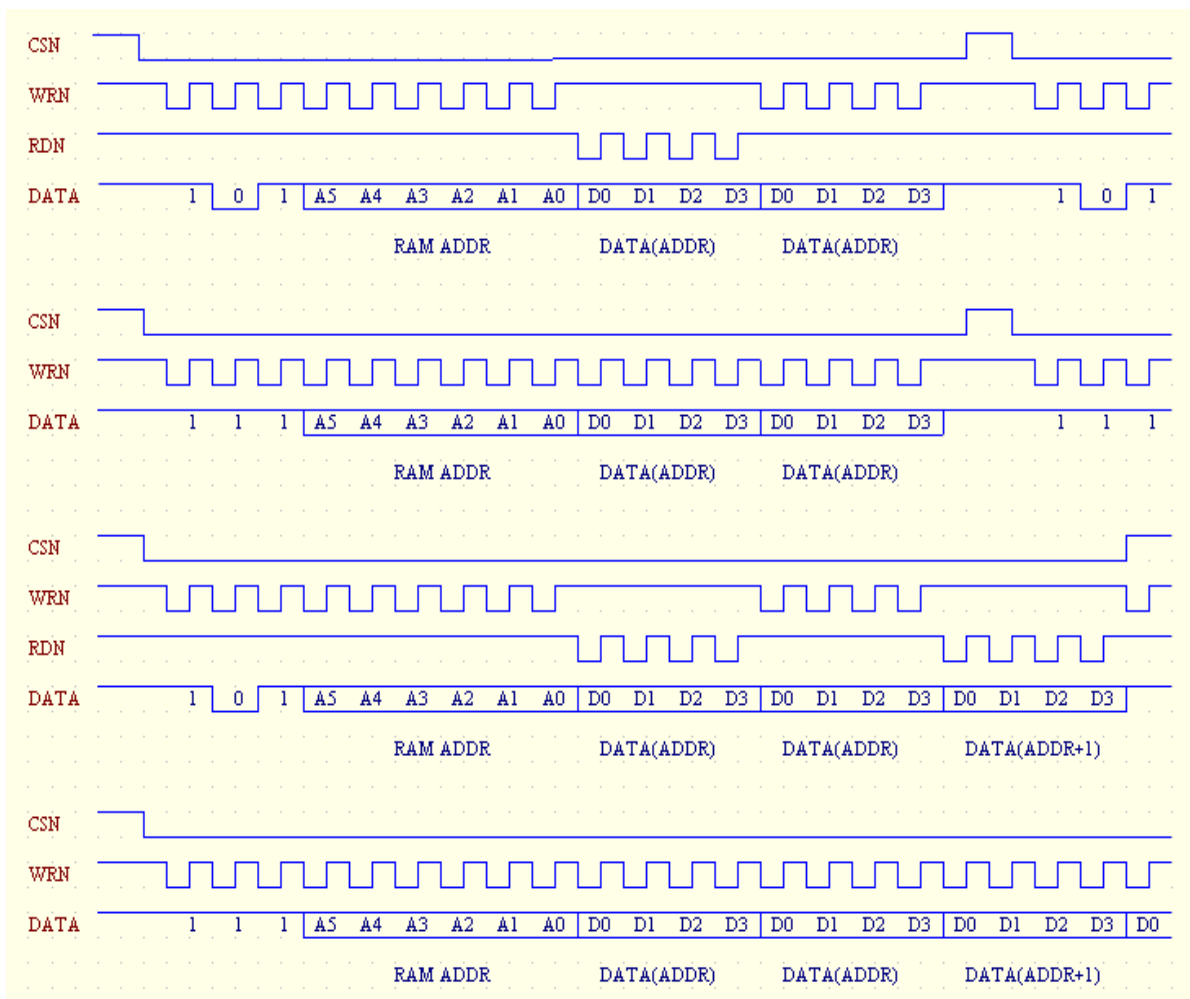 CSN
WRN
RDN
DATA 1 0 1 A5 A4 A3 A2 A1 A0 D0 D1 D2 D3 D0 D1 D2 D3 1 0 1
RAM ADDR DATA(ADDR) DATA(ADDR)
CSN
WRN
DATA 1 1 1 A5 A4 A3 A2 A1 A0 D0 D1 D2 D3 D0 D1 D2 D3 1 1 1
RAM ADDR DATA(ADDR) DATA(ADDR)
CSN
WRN
RDN
DATA 1 0 1 A5 A4 A3 A2 A1 A0 D0 D1 D2 D3 D0 D1 D2 D3 D0 D1 D2 D3
RAM ADDR DATA(ADDR) DATA(ADDR) DATA(ADDR+1)
CSN
WRN
DATA 1 1 1 A5 A4 A3 A2 A1 A0 D0 D1 D2 D3 D0 D1 D2 D3 D0 D1 D2 D3 D0
RAM ADDR DATA(ADDR) DATA(ADDR) DATA(ADDR+1)